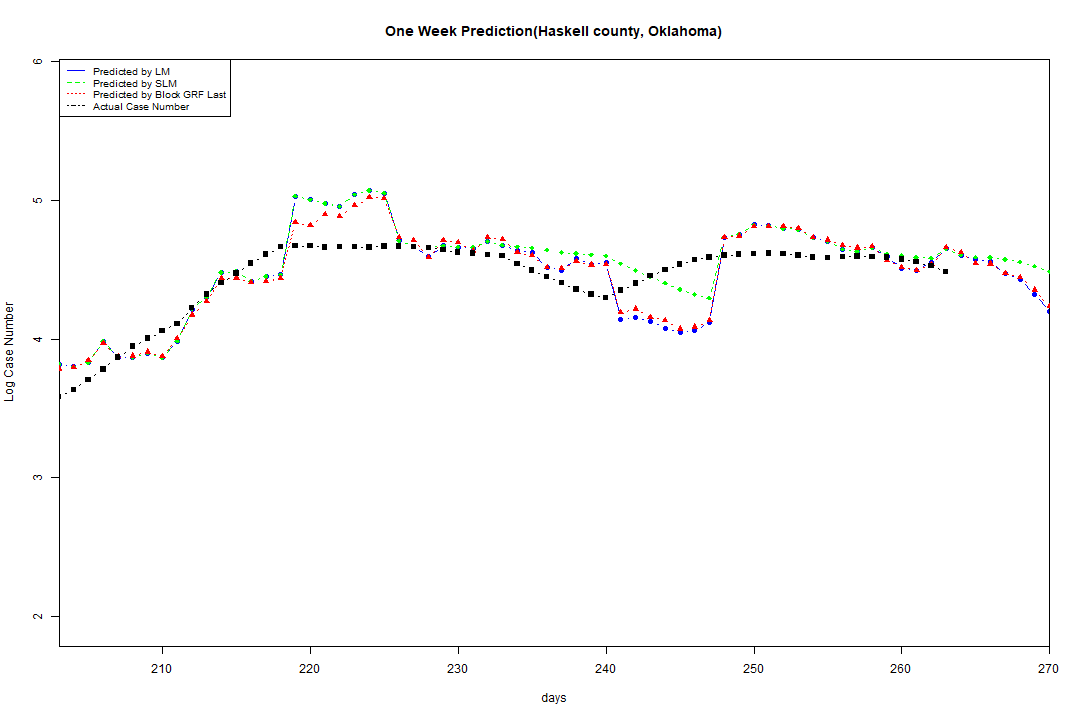 One Week Prediction(Haskell county, Oklahoma)
Predicted by LM
Predicted by SLM
Predicted by Block GRF Last
Actual Case Number
6
5
4
3
2
Log Case Number
210 220 230 240 250 260 270
days